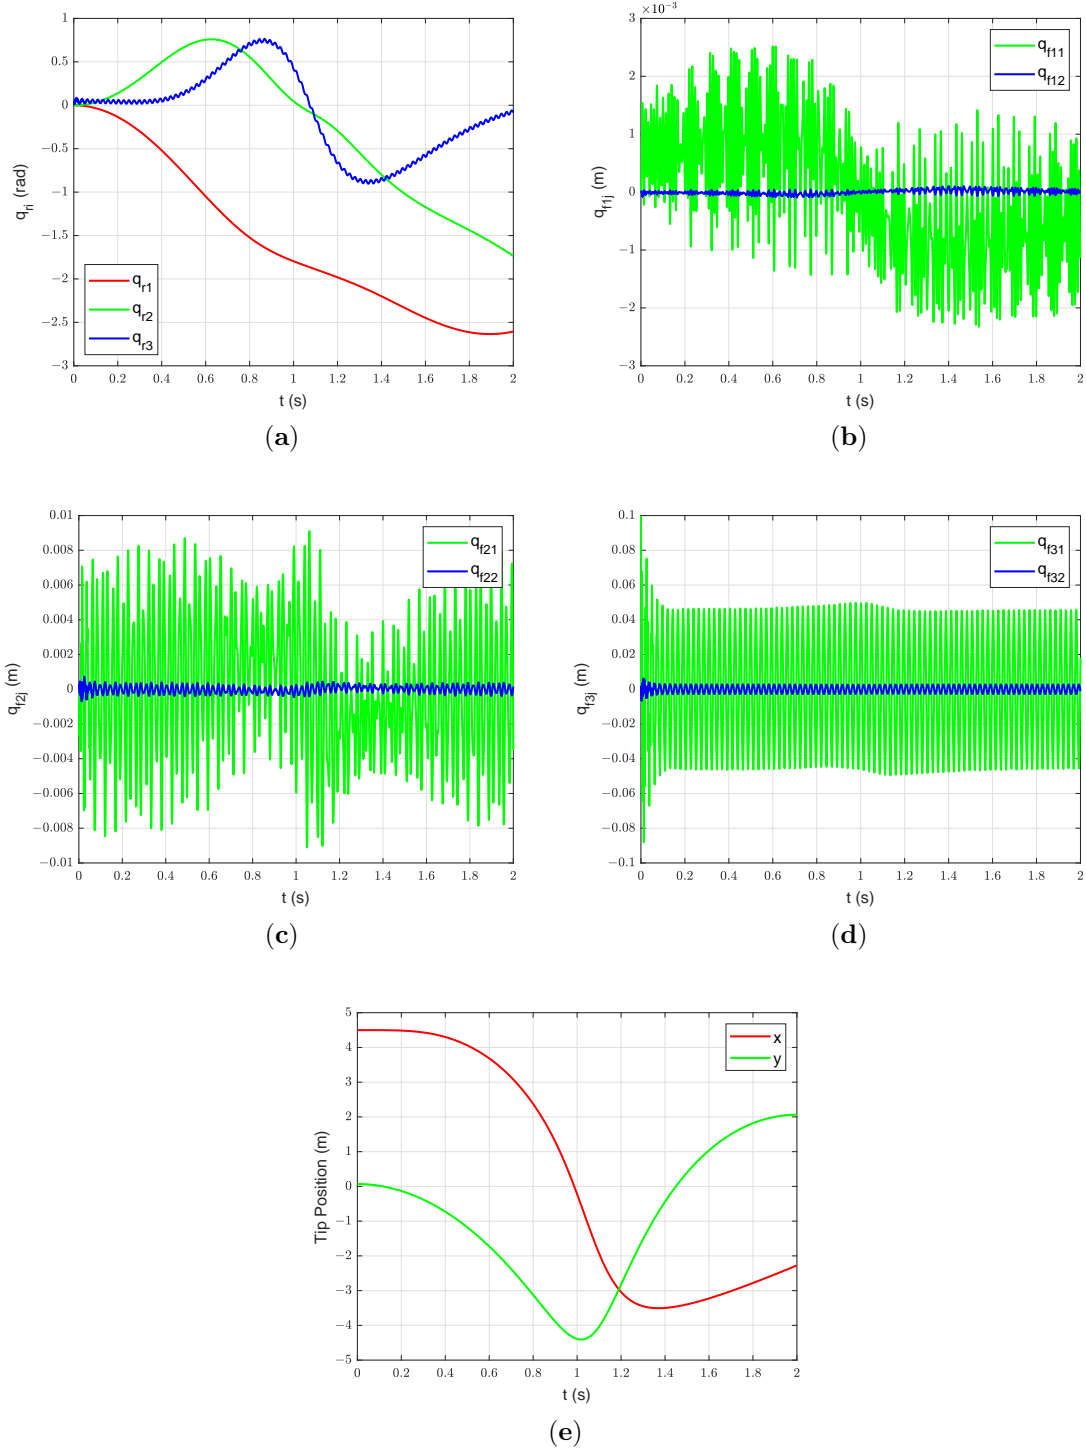 ×10⁻³
1
0.5
0
−0.5
−1
−1.5
−2
−2.5
−3
q_ri (rad)
q_r1
q_r2
q_r3
0 0.2 0.4 0.6 0.8 1 1.2 1.4 1.6 1.8 2
t (s)
(a)
3
2
1
0
−1
−2
−3
q_f1j (m)
q_f11
q_f12
0 0.2 0.4 0.6 0.8 1 1.2 1.4 1.6 1.8 2
t (s)
(b)
0.01
0.008
0.006
0.004
0.002
0
−0.002
−0.004
−0.006
−0.008
−0.01
q_f2j (m)
q_f21
q_f22
0 0.2 0.4 0.6 0.8 1 1.2 1.4 1.6 1.8 2
t (s)
(c)
0.1
0.08
0.06
0.04
0.02
0
−0.02
−0.04
−0.06
−0.08
−0.1
q_f3j (m)
q_f31
q_f32
0 0.2 0.4 0.6 0.8 1 1.2 1.4 1.6 1.8 2
t (s)
(d)
5
4
3
2
1
0
−1
−2
−3
−4
−5
Tip Position (m)
x
y
0 0.2 0.4 0.6 0.8 1 1.2 1.4 1.6 1.8 2
t (s)
(e)